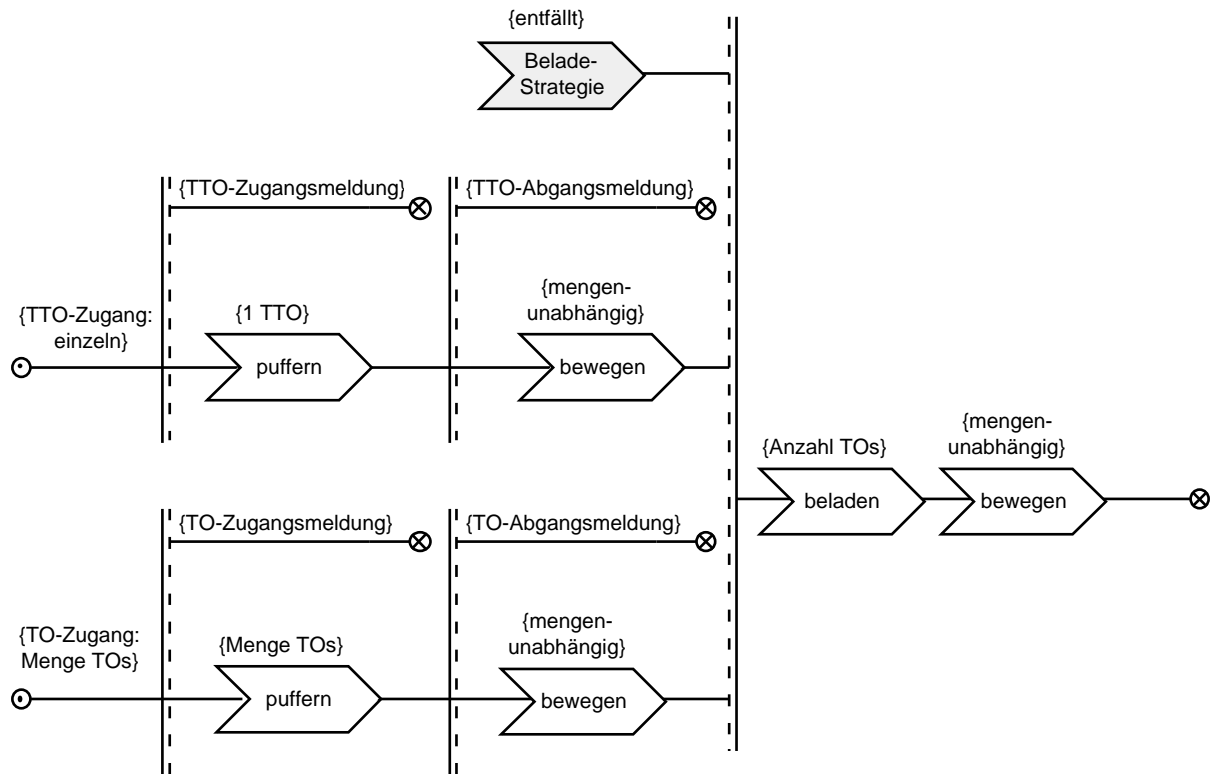 {entfällt}
Belade-
Strategie
{TTO-Zugangsmeldung}
{TTO-Abgangsmeldung}
{TTO-Zugang:
einzeln}
{1 TTO}
puffern
{mengen-
unabhängig}
bewegen
{Anzahl TOs}
beladen
{mengen-
unabhängig}
bewegen
{TO-Zugangsmeldung}
{TO-Abgangsmeldung}
{TO-Zugang:
Menge TOs}
{Menge TOs}
puffern
{mengen-
unabhängig}
bewegen